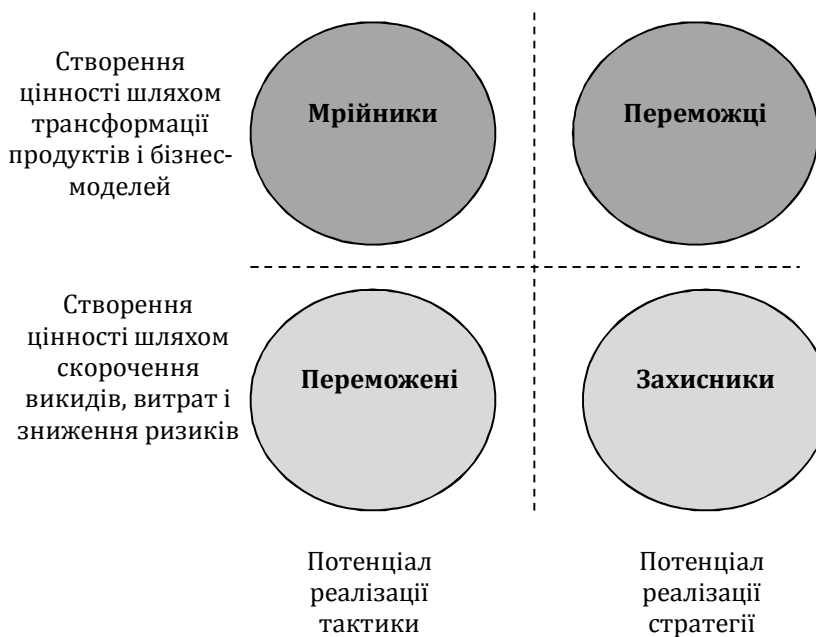 Створення
цінності шляхом
трансформації
продуктів і бізнес-
моделей
Мрійники
Переможці
Створення
цінності шляхом
скорочення
викидів, витрат і
зниження ризиків
Переможені
Захисники
Потенціал
реалізації
тактики
Потенціал
реалізації
стратегії